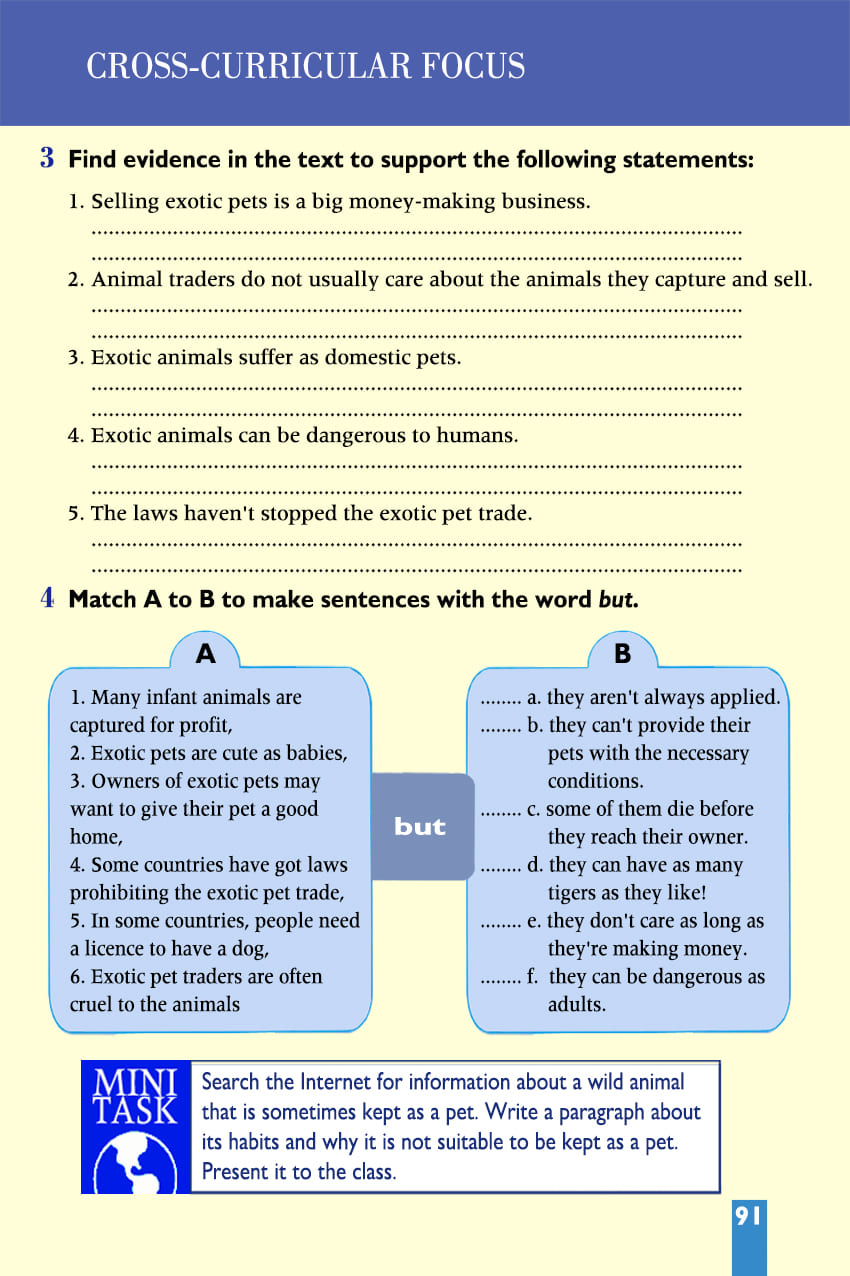 CROSS-CURRICULAR FOCUS
3 Find evidence in the text to support the following statements:
1. Selling exotic pets is a big money-making business.
................................................................................................................
................................................................................................................
2. Animal traders do not usually care about the animals they capture and sell.
................................................................................................................
................................................................................................................
3. Exotic animals suffer as domestic pets.
................................................................................................................
................................................................................................................
4. Exotic animals can be dangerous to humans.
................................................................................................................
................................................................................................................
5. The laws haven't stopped the exotic pet trade.
................................................................................................................
................................................................................................................
4 Match A to B to make sentences with the word but.
A
1. Many infant animals are
captured for profit,
2. Exotic pets are cute as babies,
3. Owners of exotic pets may
want to give their pet a good
home,
4. Some countries have got laws
prohibiting the exotic pet trade,
5. In some countries, people need
a licence to have a dog,
6. Exotic pet traders are often
cruel to the animals
but
B
........ a. they aren't always applied.
........ b. they can't provide their
pets with the necessary
conditions.
........ c. some of them die before
they reach their owner.
........ d. they can have as many
tigers as they like!
........ e. they don't care as long as
they're making money.
........ f. they can be dangerous as
adults.
MINI
TASK
Search the Internet for information about a wild animal
that is sometimes kept as a pet. Write a paragraph about
its habits and why it is not suitable to be kept as a pet.
Present it to the class.
91